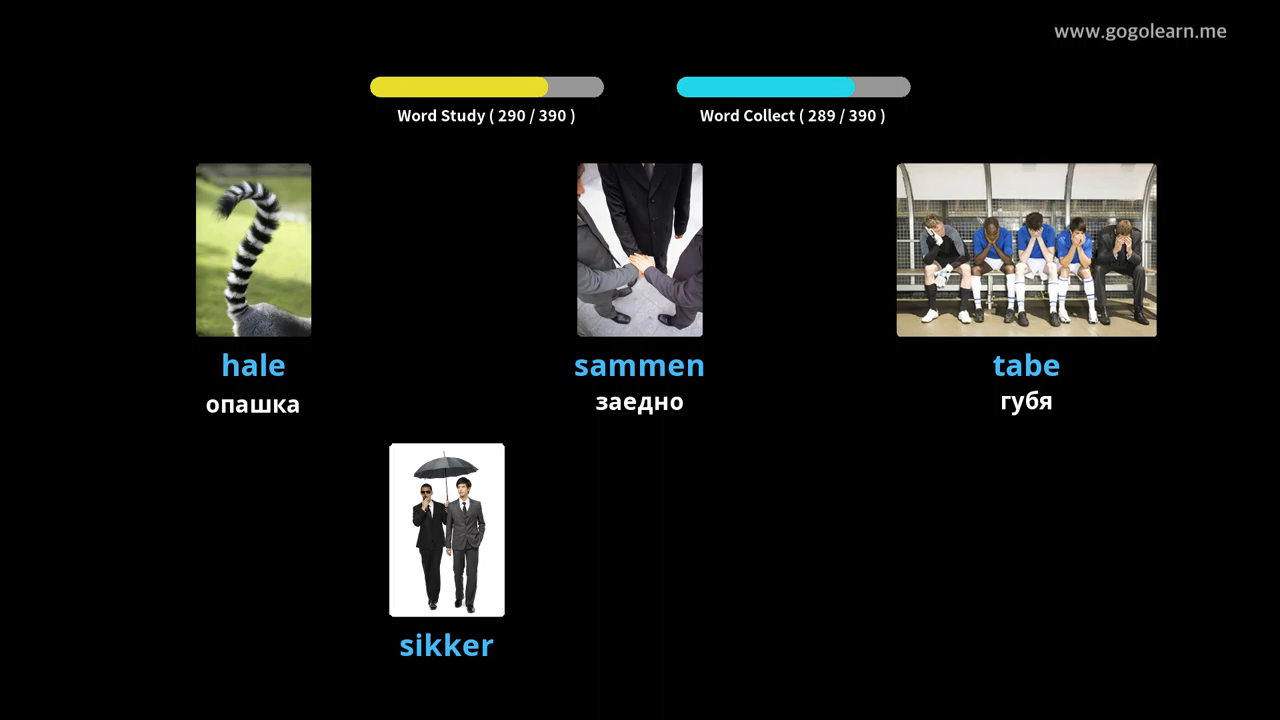 www.gogolearn.me
Word Study ( 290 / 390 )
Word Collect ( 289 / 390 )
hale
опашка
sammen
заедно
tabe
губя
sikker